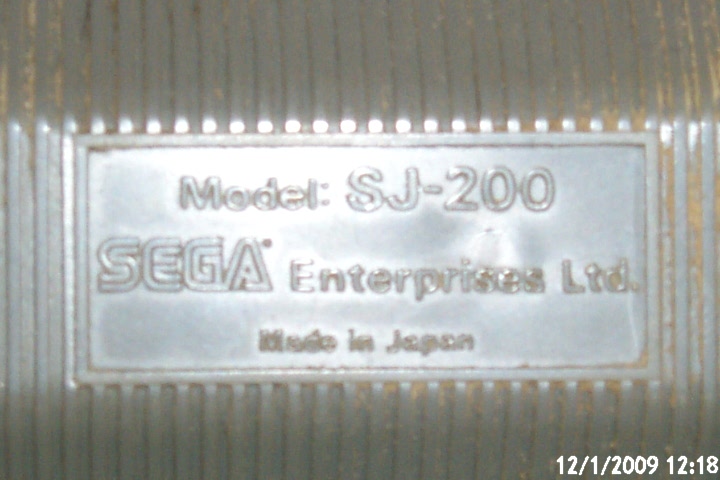 Model: SJ-200
SEGA® Enterprises Ltd.
Made in Japan
12/1/2009 12:18